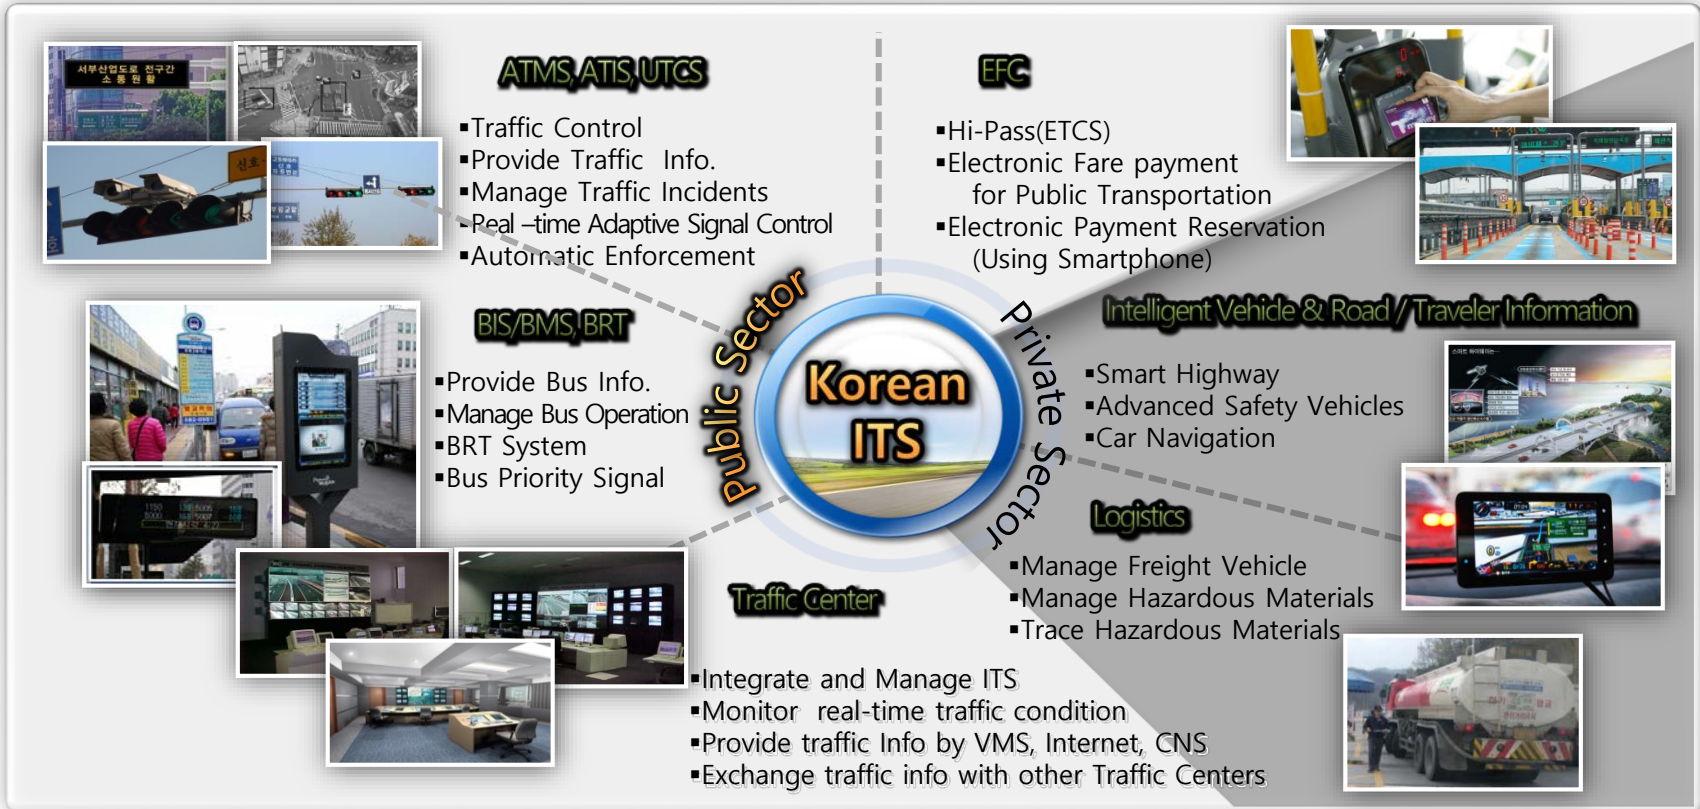 서부산업도로 전구간
소통원활
신호
ATMS, ATIS, UTCS
▪Traffic Control
▪Provide Traffic Info.
▪Manage Traffic Incidents
▪Real –time Adaptive Signal Control
▪Automatic Enforcement
EFC
▪Hi-Pass(ETCS)
▪Electronic Fare payment
for Public Transportation
▪Electronic Payment Reservation
(Using Smartphone)
BIS/BMS, BRT
▪Provide Bus Info.
▪Manage Bus Operation
▪BRT System
▪Bus Priority Signal
Public Sector
Korean
ITS
Private Sector
Intelligent Vehicle & Road / Traveler Information
▪Smart Highway
▪Advanced Safety Vehicles
▪Car Navigation
Logistics
▪Manage Freight Vehicle
▪Manage Hazardous Materials
▪Trace Hazardous Materials
Traffic Center
▪Integrate and Manage ITS
▪Monitor real-time traffic condition
▪Provide traffic Info by VMS, Internet, CNS
▪Exchange traffic info with other Traffic Centers